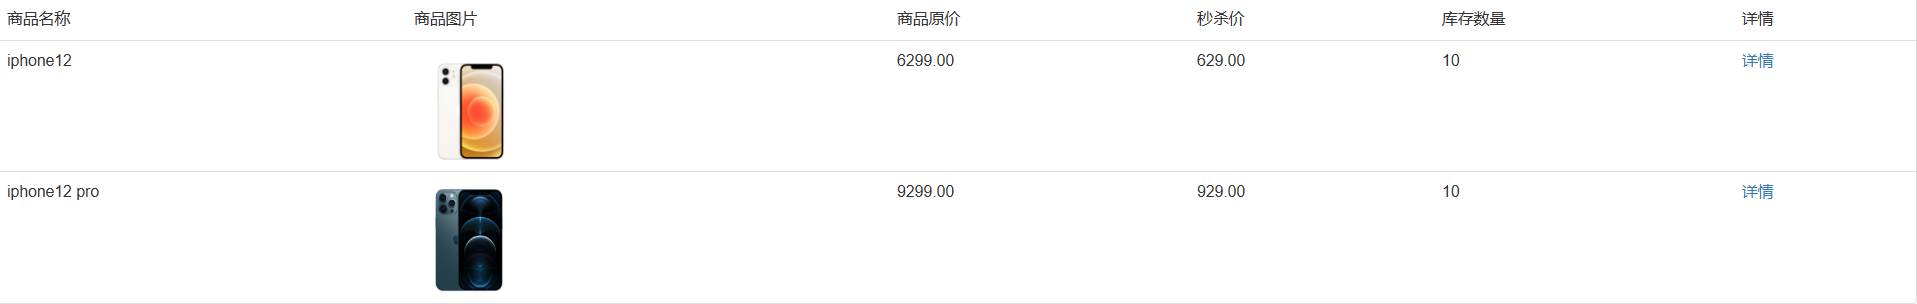 商品名称 商品图片 商品原价 秒杀价 库存数量 详情
iphone12 6299.00 629.00 10 详情
iphone12 pro 9299.00 929.00 10 详情